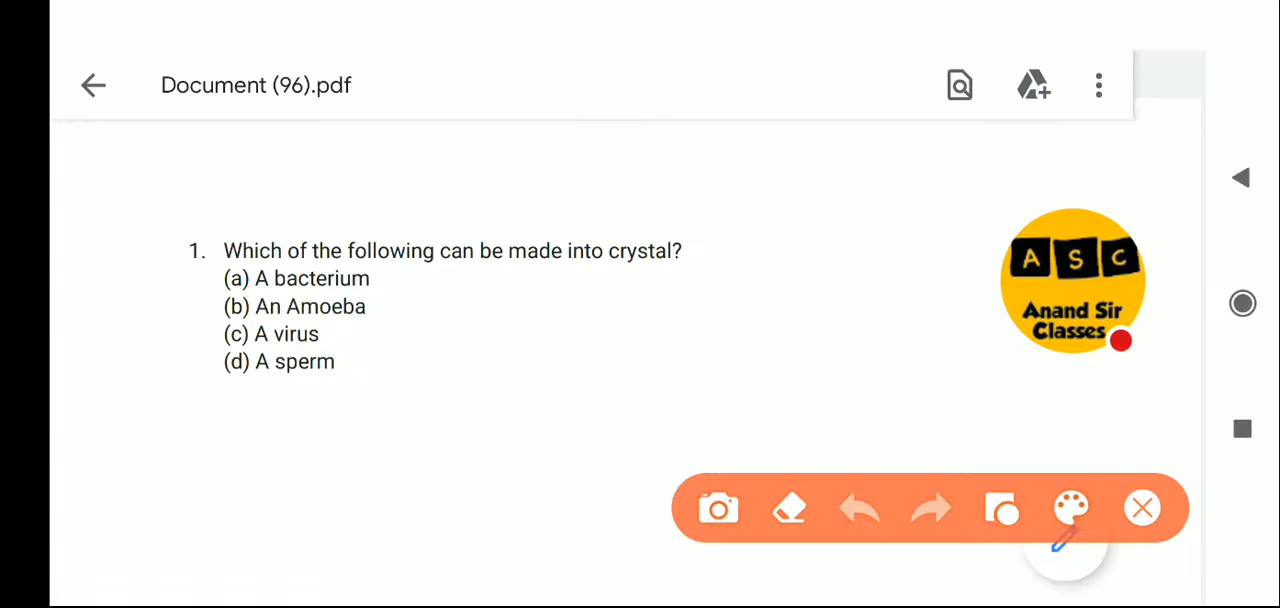 Document (96).pdf
1. Which of the following can be made into crystal?
(a) A bacterium
(b) An Amoeba
(c) A virus
(d) A sperm
A S C
Anand Sir
Classes